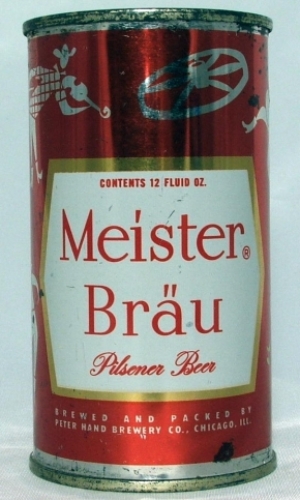 CONTENTS 12 FLUID OZ.
Meister®
Bräu
Pilsener Beer
BREWED AND PACKED BY
PETER HAND BREWERY CO., CHICAGO, ILL.